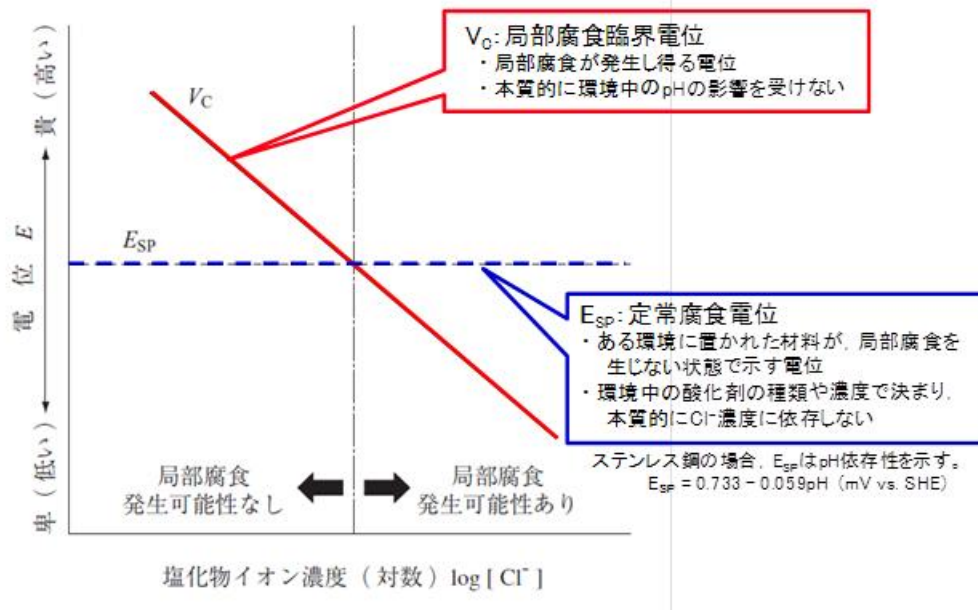 V_C：局部腐食臨界電位
・局部腐食が発生し得る電位
・本質的に環境中のpHの影響を受けない
貴（高い）
電位 E
卑（低い）
V_C
E_SP
E_SP：定常腐食電位
・ある環境に置かれた材料が，局部腐食を
生じない状態で示す電位
・環境中の酸化剤の種類や濃度で決まり，
本質的にCl⁻濃度に依存しない
ステンレス鋼の場合，E_SPはpH依存性を示す。
E_SP = 0.733 − 0.059pH（mV vs. SHE）
局部腐食
発生可能性なし
局部腐食
発生可能性あり
塩化物イオン濃度（対数）log [ Cl⁻ ]